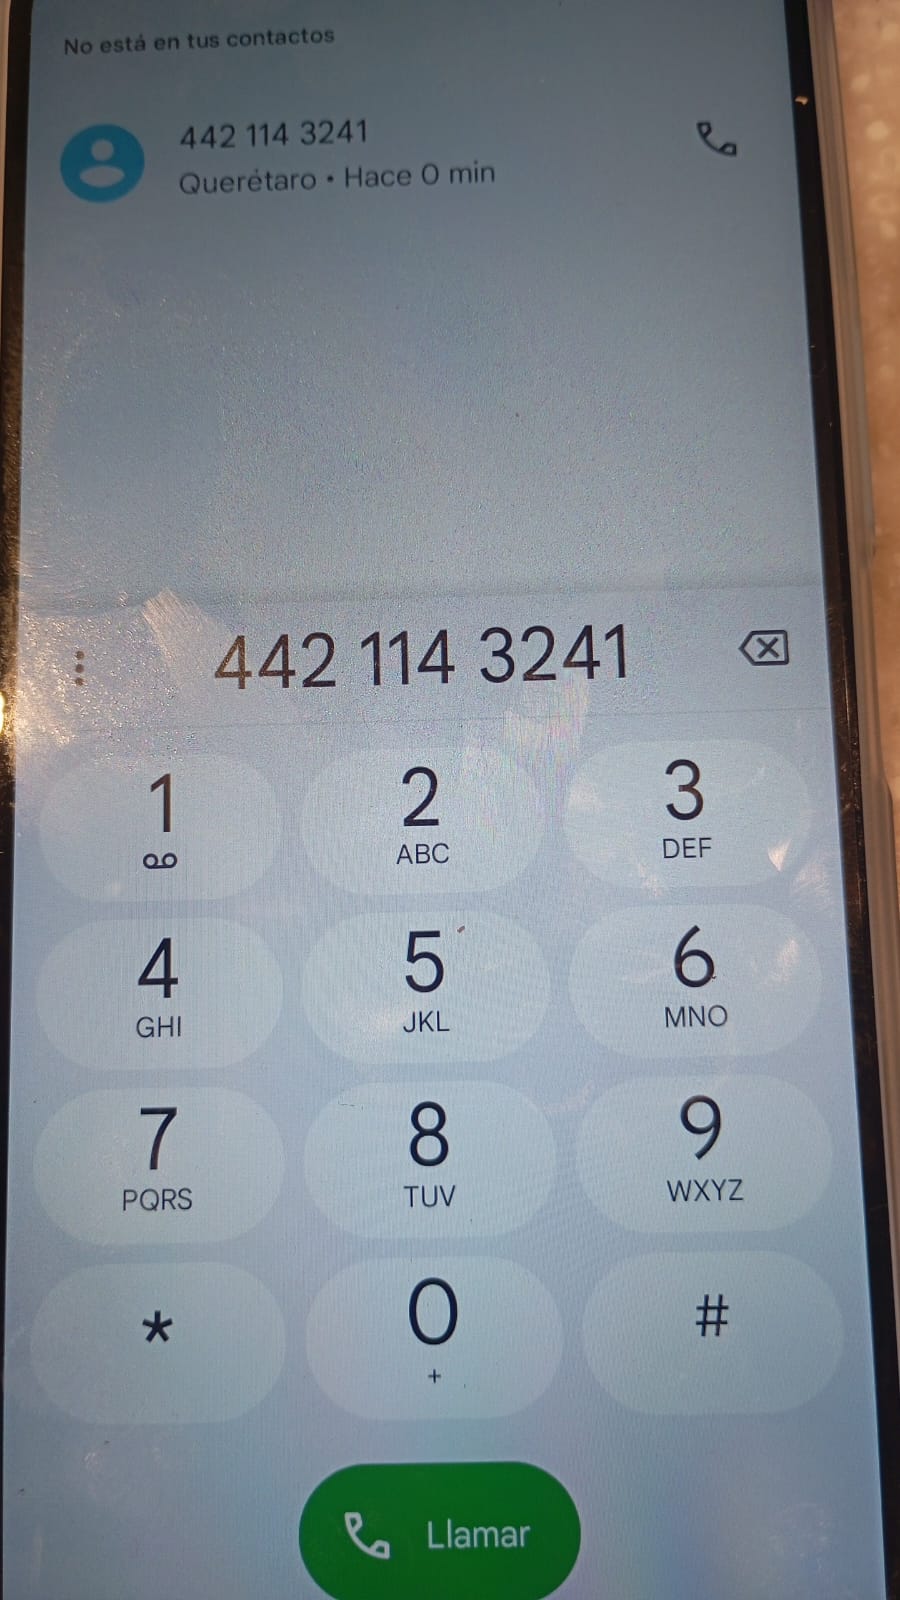 No está en tus contactos
442 114 3241
Querétaro • Hace 0 min
442 114 3241
1
2
ABC
3
DEF
4
GHI
5
JKL
6
MNO
7
PQRS
8
TUV
9
WXYZ
*
0
+
#
Llamar